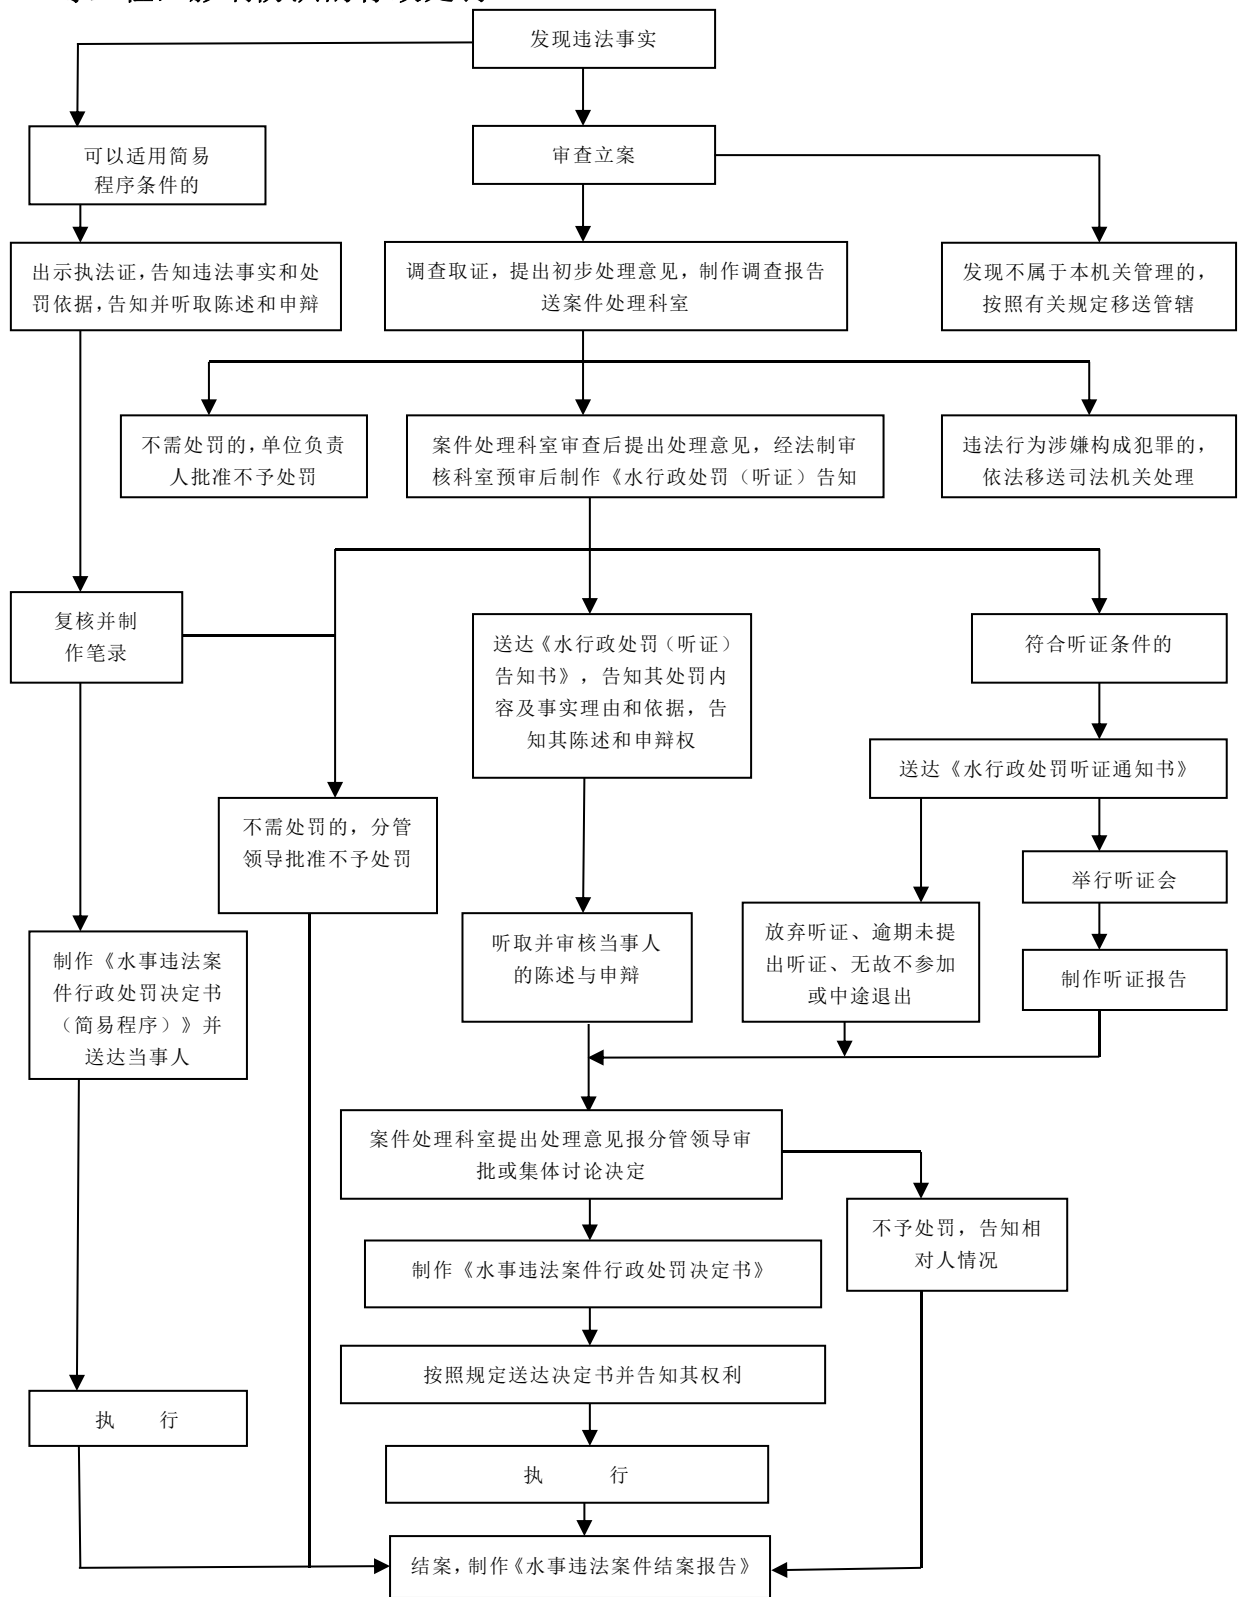 发现违法事实
可以适用简易
程序条件的
审查立案
出示执法证，告知违法事实和处
罚依据，告知并听取陈述和申辩
调查取证，提出初步处理意见，制作调查报告
送案件处理科室
发现不属于本机关管理的，
按照有关规定移送管辖
不需处罚的，单位负责
人批准不予处罚
案件处理科室审查后提出处理意见，经法制审
核科室预审后制作《水行政处罚（听证）告知
违法行为涉嫌构成犯罪的，
依法移送司法机关处理
复核并制
作笔录
送达《水行政处罚（听证）
告知书》，告知其处罚内
容及事实理由和依据，告
知其陈述和申辩权
符合听证条件的
送达《水行政处罚听证通知书》
不需处罚的，分管
领导批准不予处罚
举行听证会
听取并审核当事人
的陈述与申辩
放弃听证、逾期未提
出听证、无故不参加
或中途退出
制作听证报告
制作《水事违法案
件行政处罚决定书
（简易程序）》并
送达当事人
案件处理科室提出处理意见报分管领导审
批或集体讨论决定
不予处罚，告知相
对人情况
制作《水事违法案件行政处罚决定书》
按照规定送达决定书并告知其权利
执 行
执 行
结案，制作《水事违法案件结案报告》